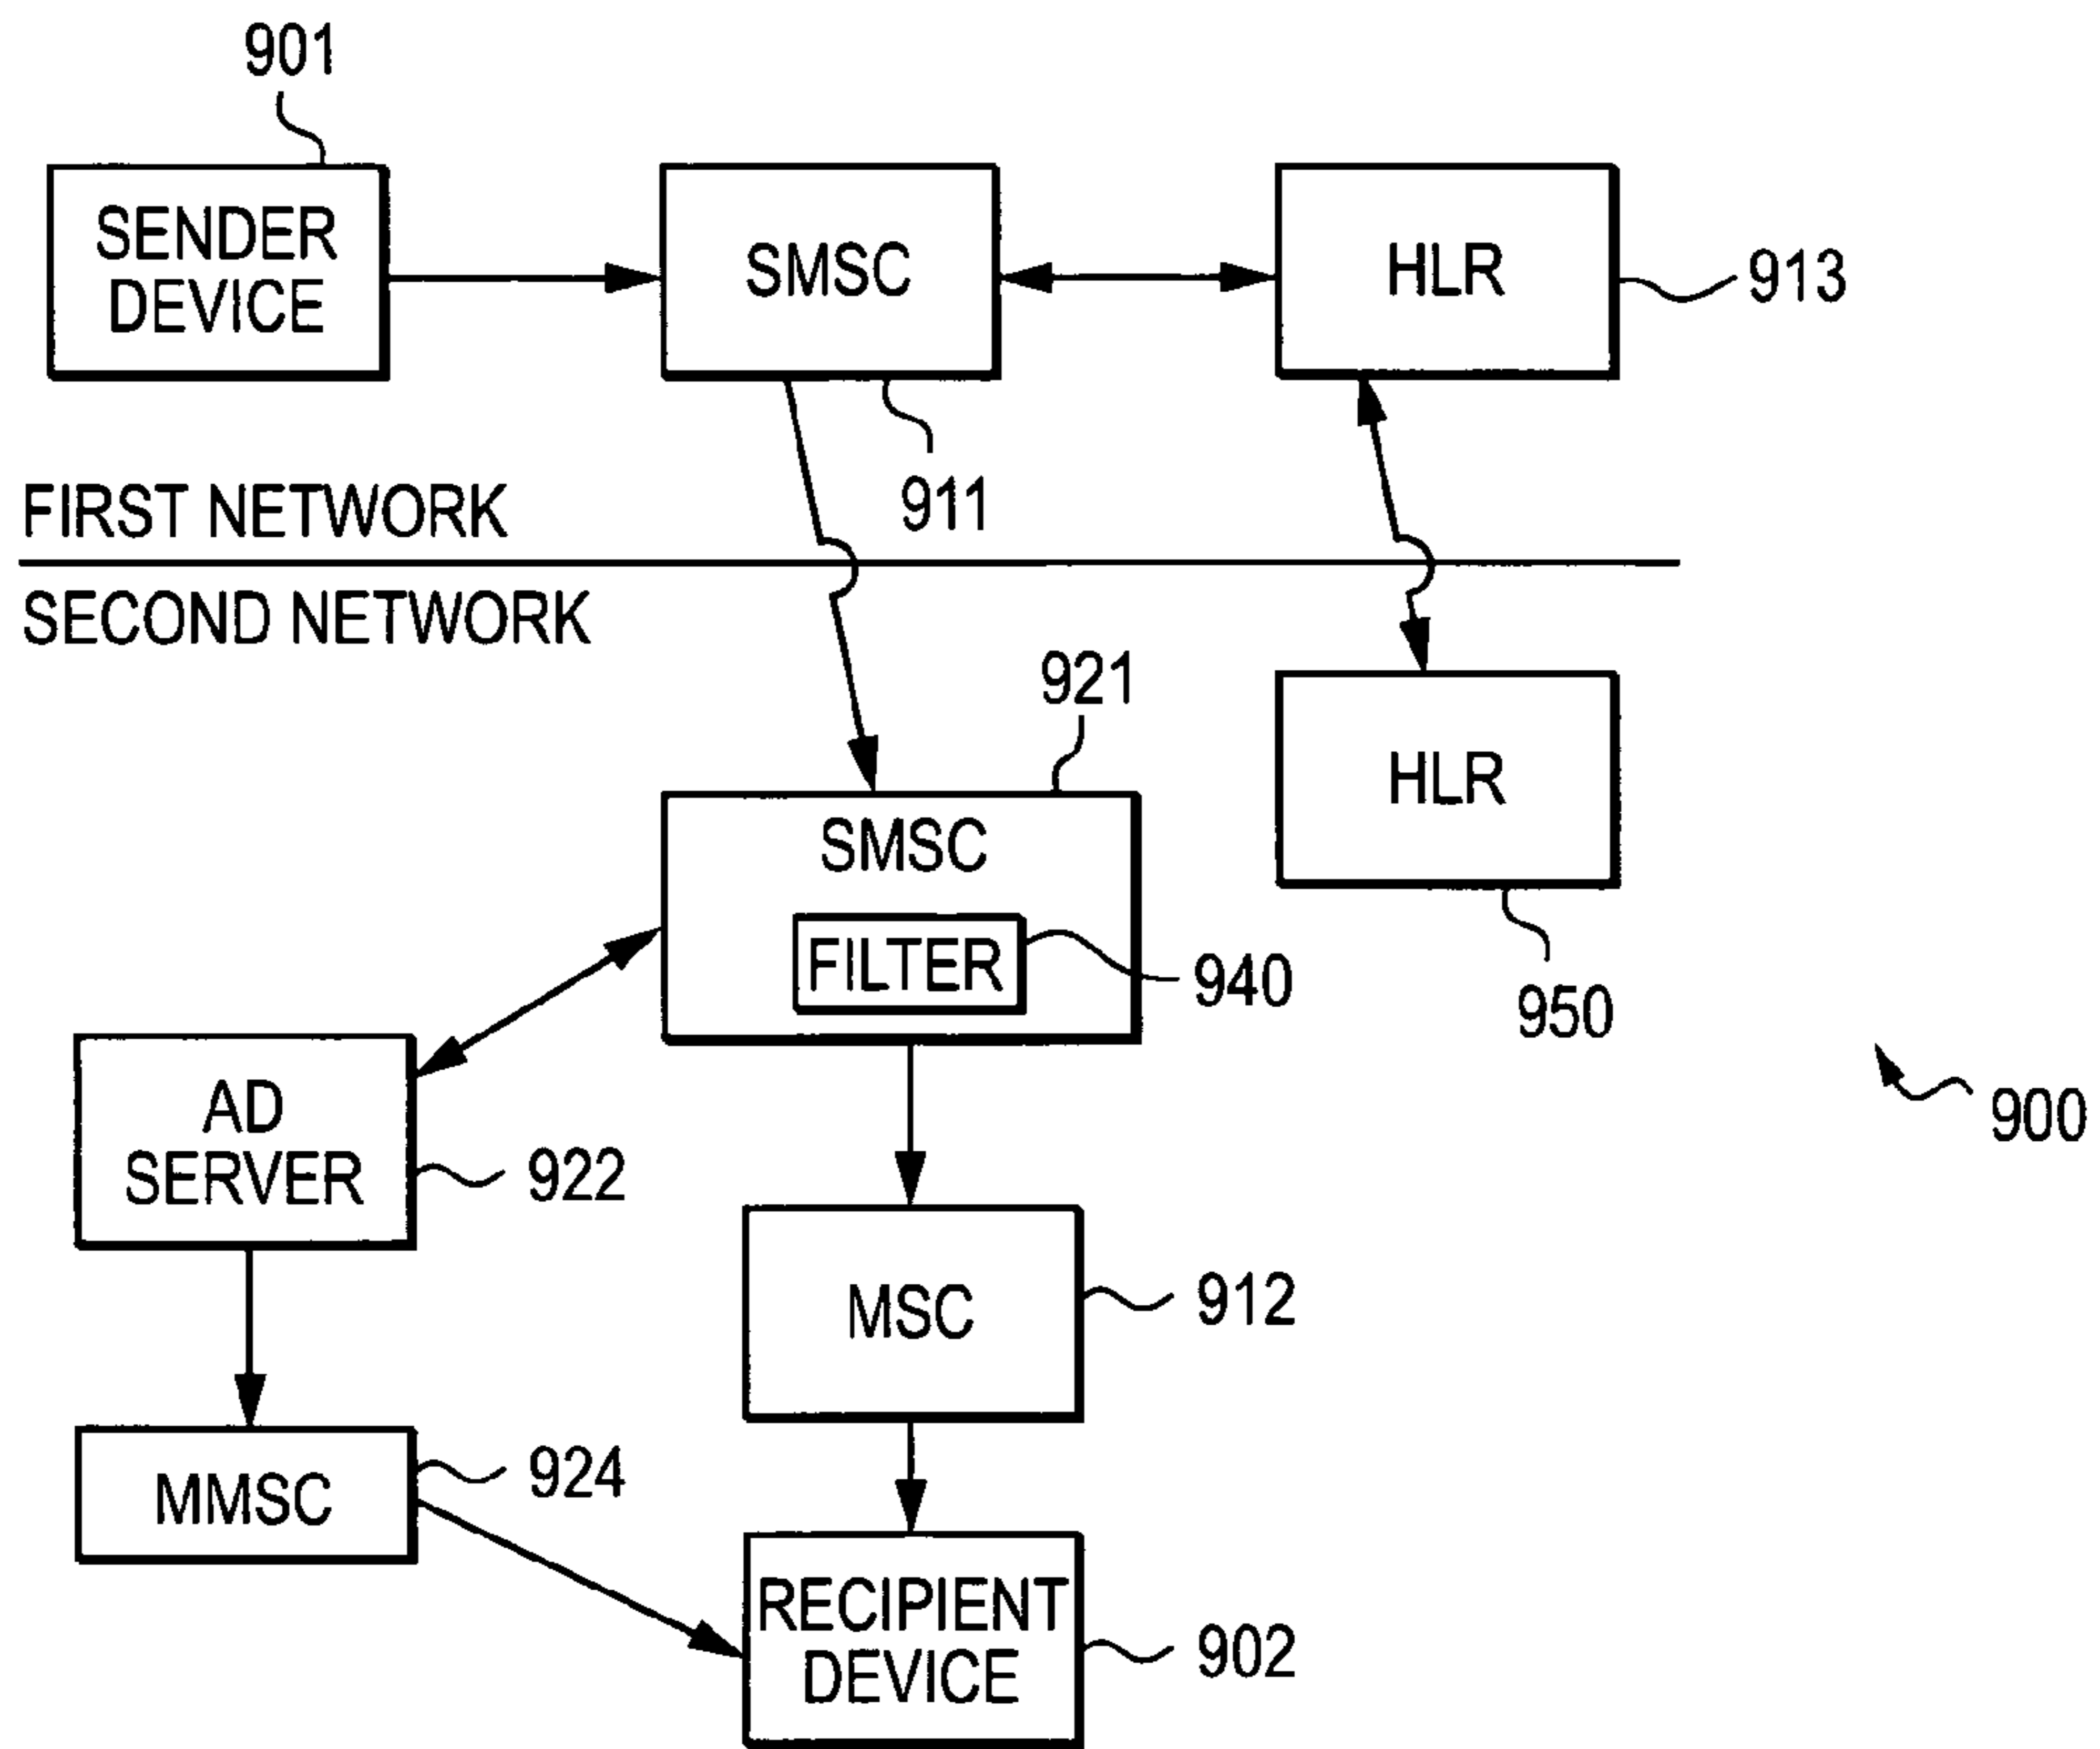 901
SENDER
DEVICE
SMSC
HLR
913
911
FIRST NETWORK
SECOND NETWORK
921
SMSC
HLR
FILTER
940
950
AD
SERVER
922
900
MSC
912
MMSC
924
RECIPIENT
DEVICE
902